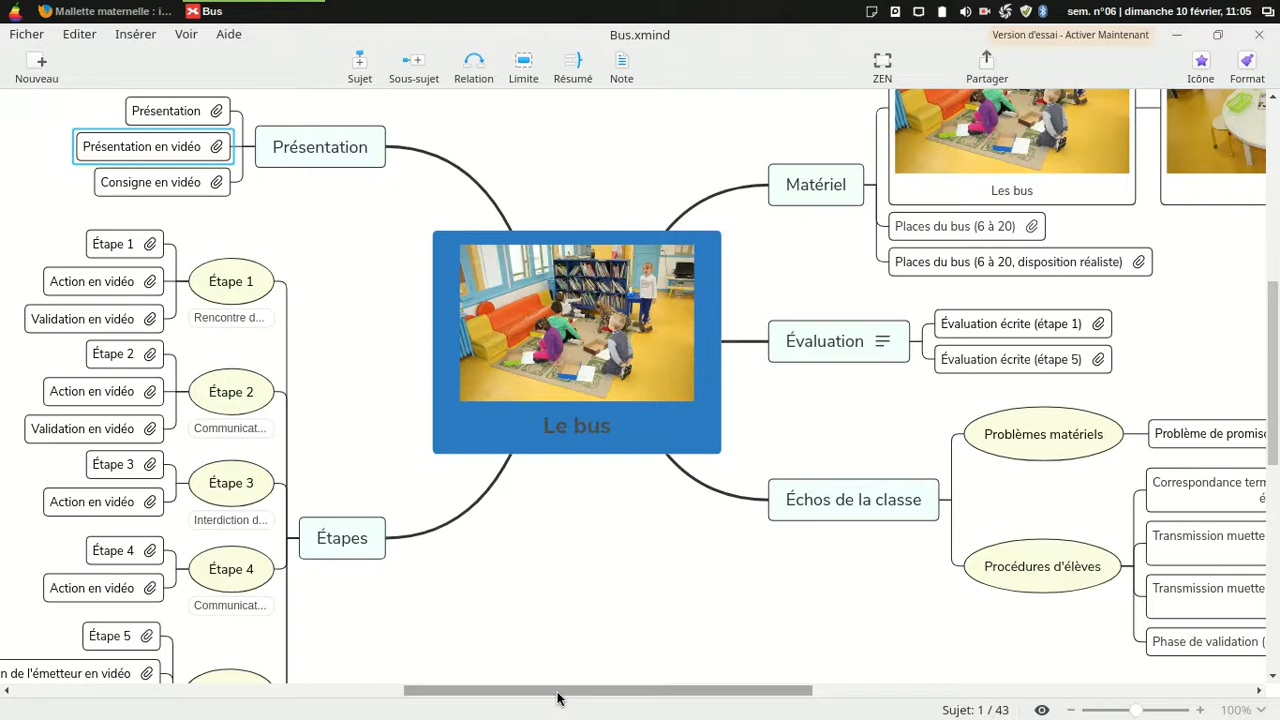 Mallette maternelle : i...
Bus
sem. n°06 | dimanche 10 février, 11:05
Ficher
Editer
Insérer
Voir
Aide
Bus.xmind
Version d'essai - Activer Maintenant
Nouveau
Sujet
Sous-sujet
Relation
Limite
Résumé
Note
ZEN
Partager
Icône
Format
Présentation
Présentation en vidéo
Consigne en vidéo
Présentation
Étape 1
Action en vidéo
Validation en vidéo
Étape 1
Rencontre d...
Étape 2
Action en vidéo
Validation en vidéo
Étape 2
Communicat...
Étape 3
Action en vidéo
Étape 3
Interdiction d...
Étape 4
Action en vidéo
Étape 4
Communicat...
Étape 5
n de l'émetteur en vidéo
Étapes
Le bus
Matériel
Les bus
Places du bus (6 à 20)
Places du bus (6 à 20, disposition réaliste)
Évaluation
Évaluation écrite (étape 1)
Évaluation écrite (étape 5)
Échos de la classe
Problèmes matériels
Problème de promisc
Procédures d'élèves
Correspondance term
é
Transmission muette
Transmission muette
Phase de validation (
Sujet: 1 / 43
100%